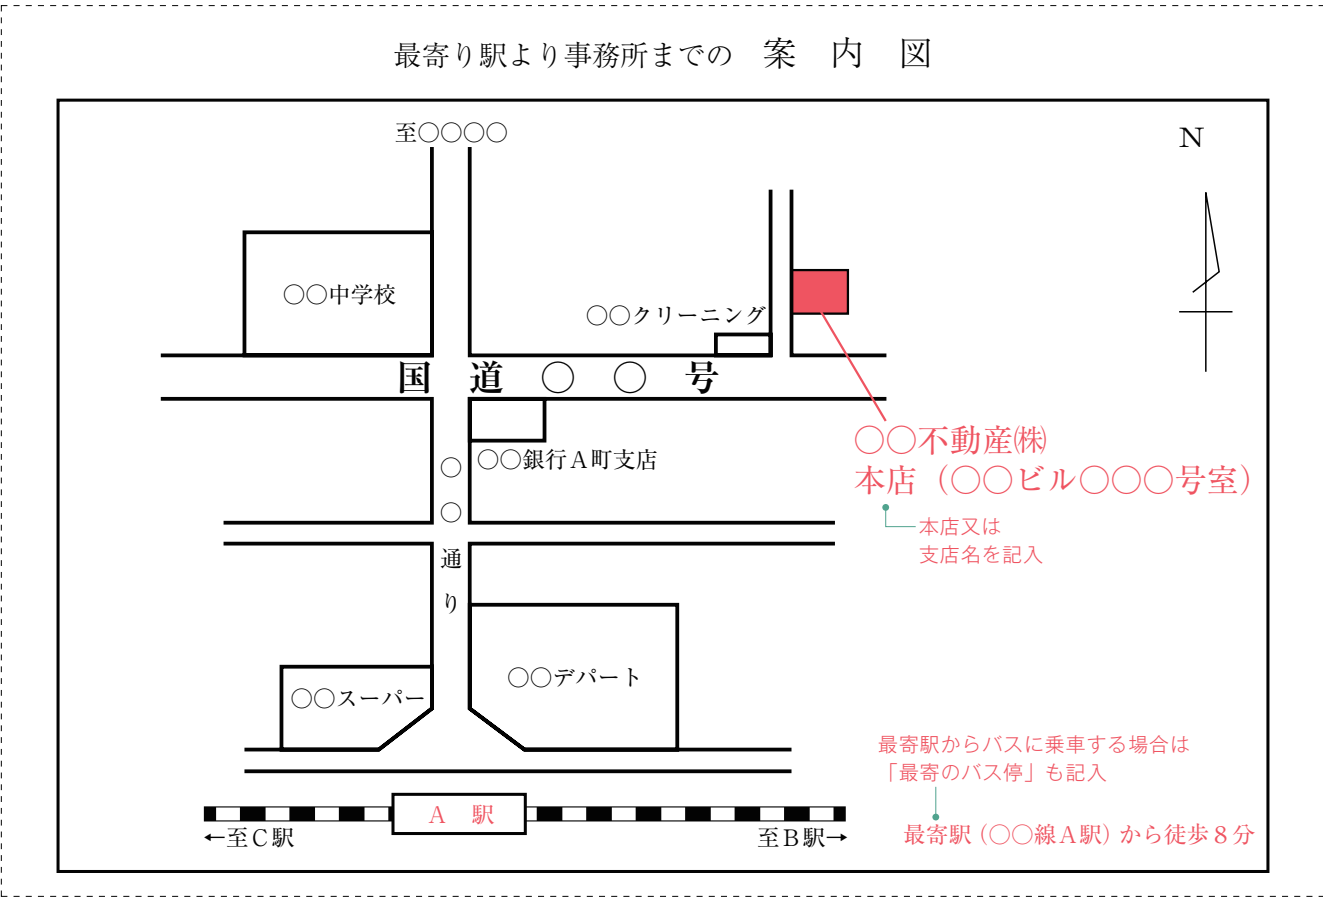 最寄り駅より事務所までの 案 内 図
至〇〇〇〇
N
〇〇中学校
〇〇クリーニング
国 道 〇 〇 号
〇〇不動産㈱
本店（〇〇ビル〇〇〇号室）
〇〇銀行Ａ町支店
〇〇通り
本店又は
支店名を記入
〇〇デパート
〇〇スーパー
最寄駅からバスに乗車する場合は
「最寄のバス停」も記入
Ａ 駅
←至Ｃ駅
至Ｂ駅→
最寄駅（〇〇線Ａ駅）から徒歩８分